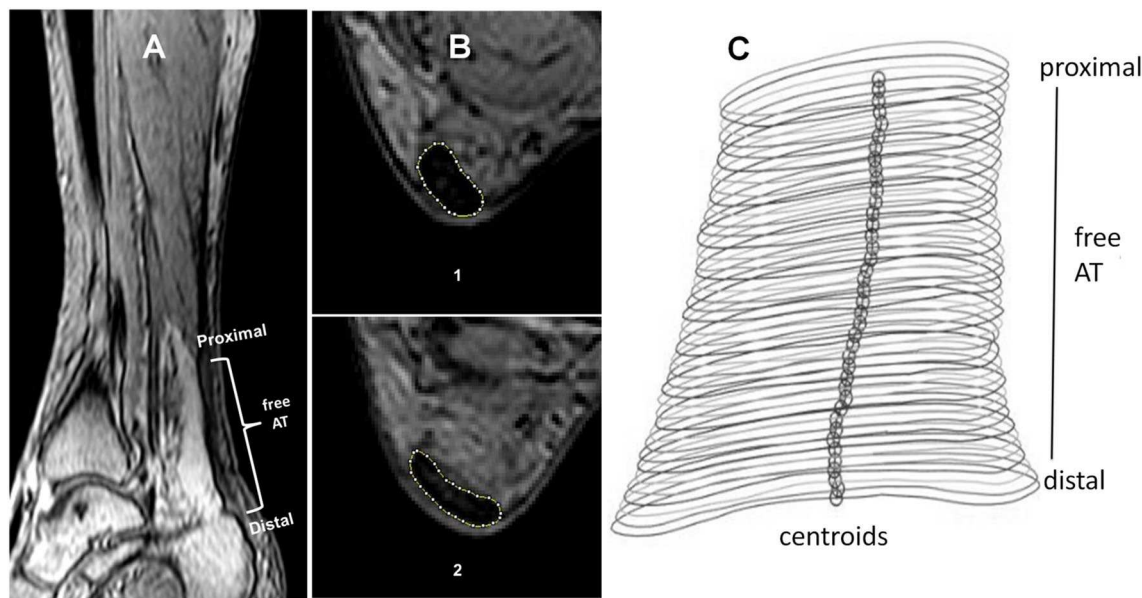 A
Proximal
free
AT
Distal
B
1
2
C
proximal
free
AT
distal
centroids